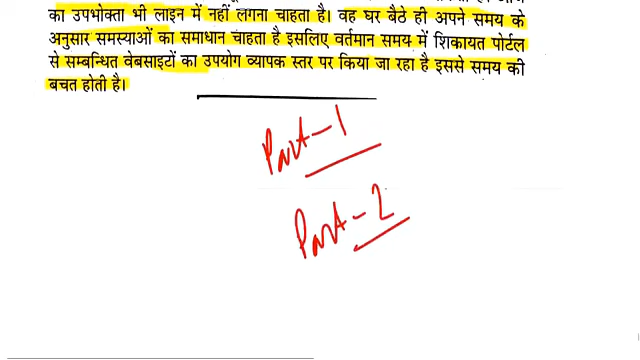 का उपभोक्ता भी लाइन में नहीं लगना चाहता है। वह घर बैठे ही अपने समय के
अनुसार समस्याओं का समाधान चाहता है इसलिए वर्तमान समय में शिकायत पोर्टल
से सम्बन्धित वेबसाइटों का उपयोग व्यापक स्तर पर किया जा रहा है इससे समय की
बचत होती है।
Part-1
Part-2